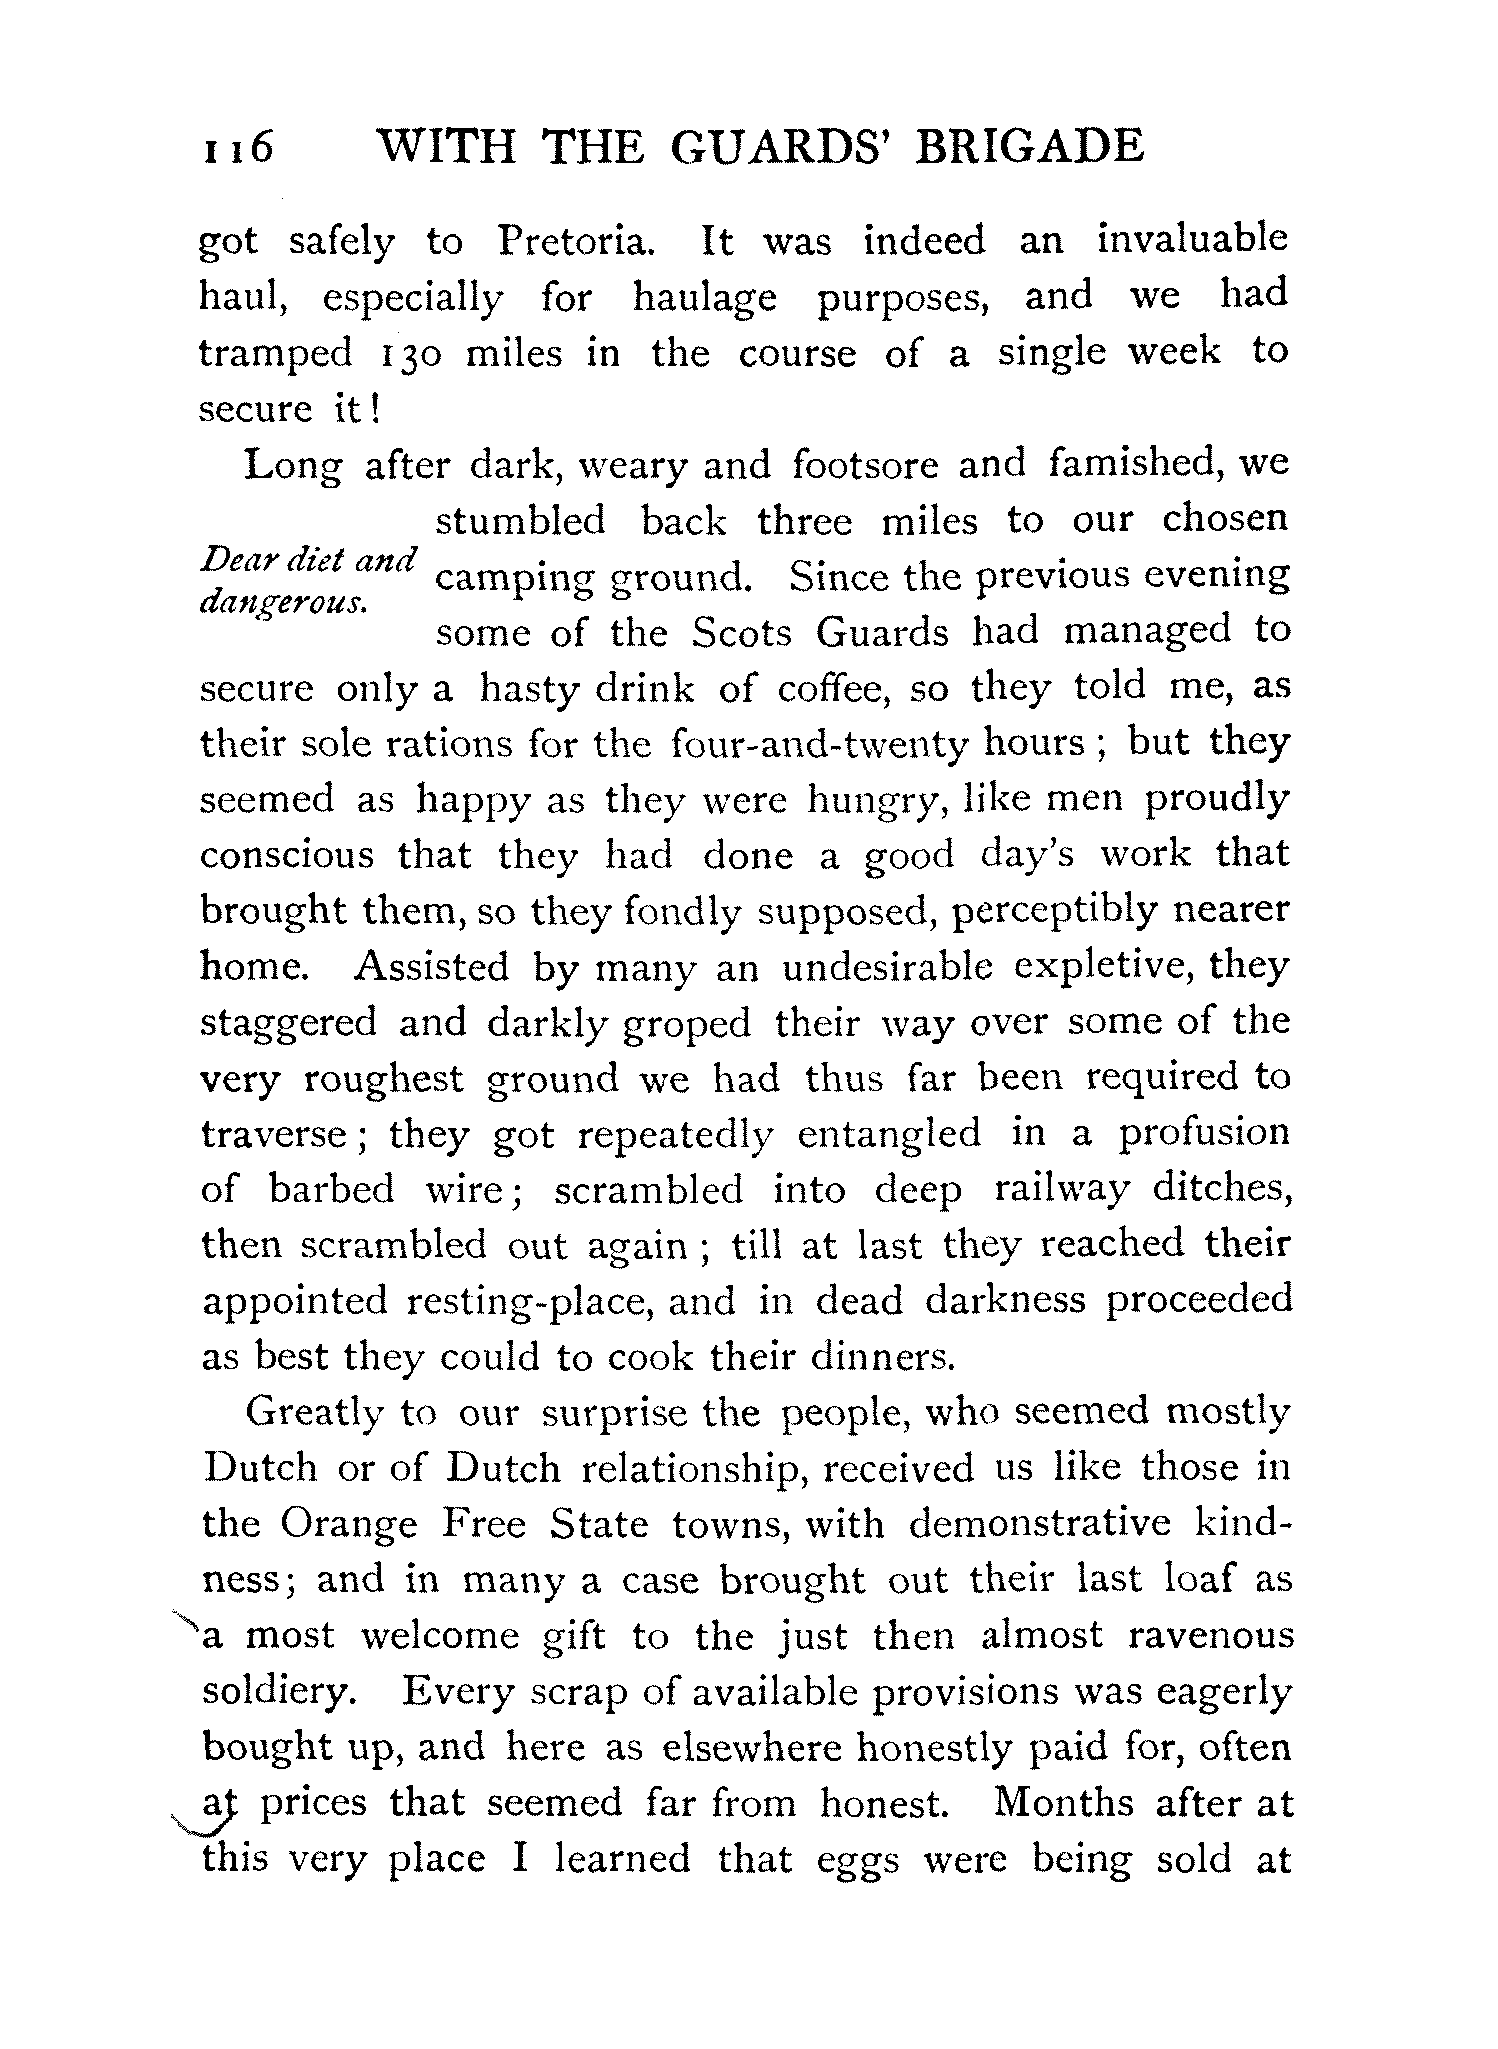 116 WITH THE GUARDS' BRIGADE
got safely to Pretoria. It was indeed an invaluable
haul, especially for haulage purposes, and we had
tramped 130 miles in the course of a single week to
secure it!
Long after dark, weary and footsore and famished, we
stumbled back three miles to our chosen
Dear diet and
dangerous.
camping ground. Since the previous evening
some of the Scots Guards had managed to
secure only a hasty drink of coffee, so they told me, as
their sole rations for the four-and-twenty hours ; but they
seemed as happy as they were hungry, like men proudly
conscious that they had done a good day's work that
brought them, so they fondly supposed, perceptibly nearer
home. Assisted by many an undesirable expletive, they
staggered and darkly groped their way over some of the
very roughest ground we had thus far been required to
traverse ; they got repeatedly entangled in a profusion
of barbed wire ; scrambled into deep railway ditches,
then scrambled out again ; till at last they reached their
appointed resting-place, and in dead darkness proceeded
as best they could to cook their dinners.
Greatly to our surprise the people, who seemed mostly
Dutch or of Dutch relationship, received us like those in
the Orange Free State towns, with demonstrative kind-
ness; and in many a case brought out their last loaf as
a most welcome gift to the just then almost ravenous
soldiery. Every scrap of available provisions was eagerly
bought up, and here as elsewhere honestly paid for, often
at prices that seemed far from honest. Months after at
this very place I learned that eggs were being sold at